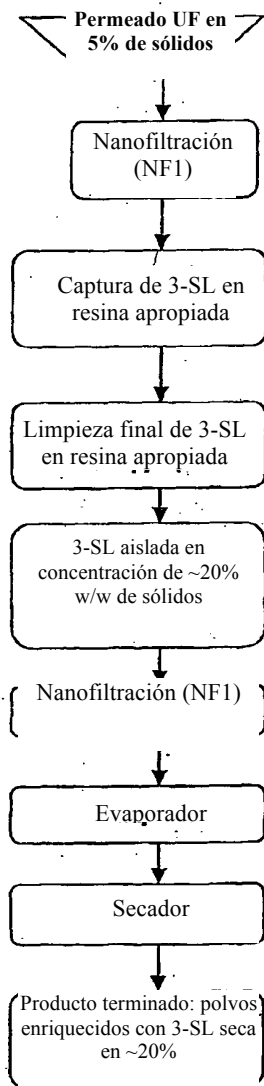 Permeado UF en
5% de sólidos
Nanofiltración
(NF1)
Captura de 3-SL en
resina apropiada
Limpieza final de 3-SL
en resina apropiada
3-SL aislada en
concentración de ~20%
w/w de sólidos
Nanofiltración (NF1)
Evaporador
Secador
Producto terminado: polvos
enriquecidos con 3-SL seca
en ~20%